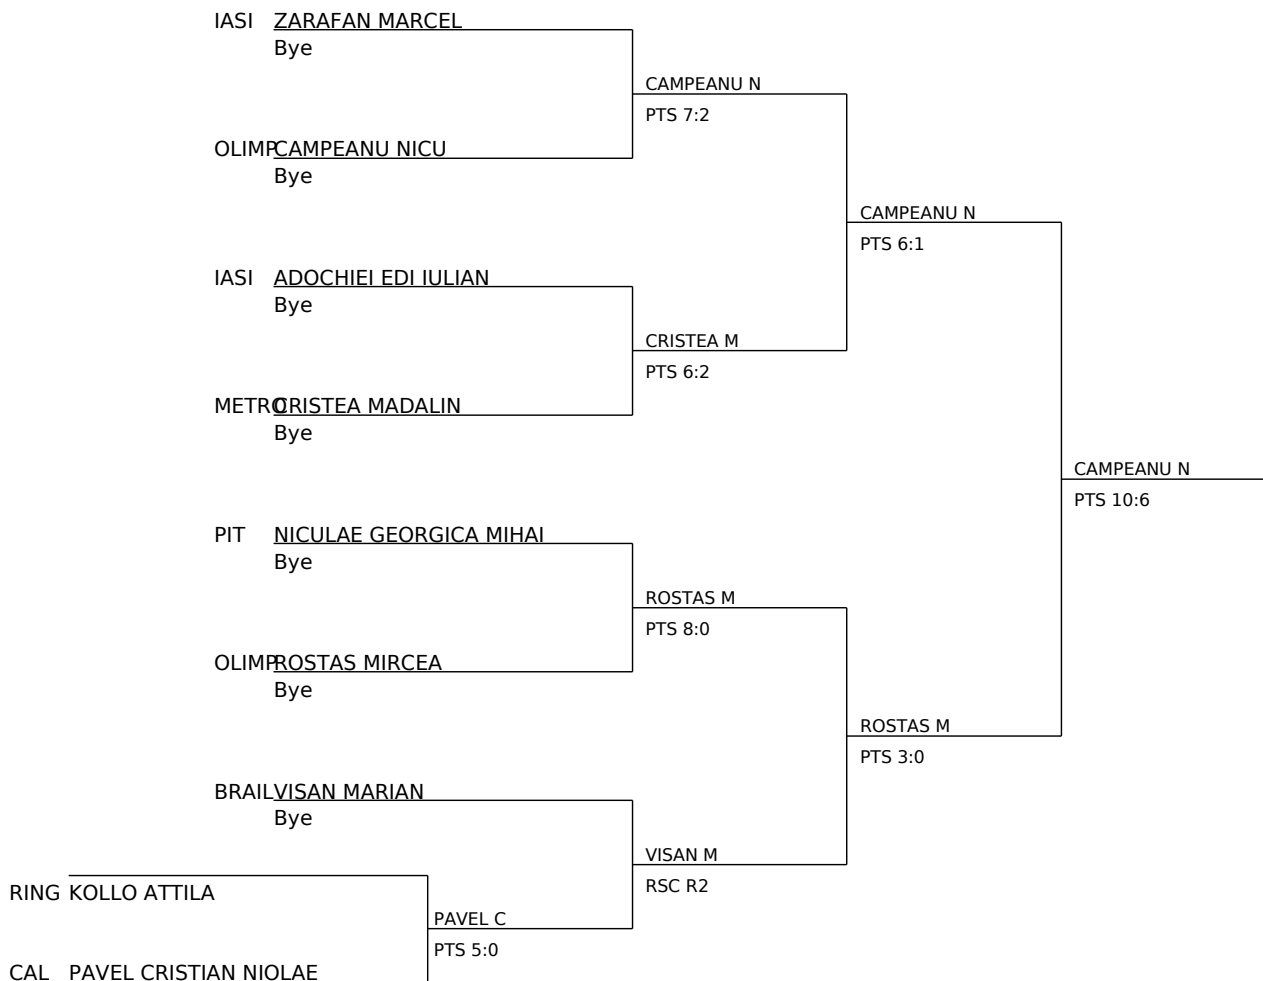 IASI ZARAFAN MARCEL
Bye
CAMPEANU N
PTS 7:2
OLIMP CAMPEANU NICU
Bye
CAMPEANU N
PTS 6:1
IASI ADOCHIEI EDI IULIAN
Bye
CRISTEA M
PTS 6:2
METRO CRISTEA MADALIN
Bye
CAMPEANU N
PTS 10:6
PIT NICULAE GEORGICA MIHAI
Bye
ROSTAS M
PTS 8:0
OLIMP ROSTAS MIRCEA
Bye
ROSTAS M
PTS 3:0
BRAIL VISAN MARIAN
Bye
VISAN M
RSC R2
RING KOLLO ATTILA
PAVEL C
PTS 5:0
CAL PAVEL CRISTIAN NIOLAE